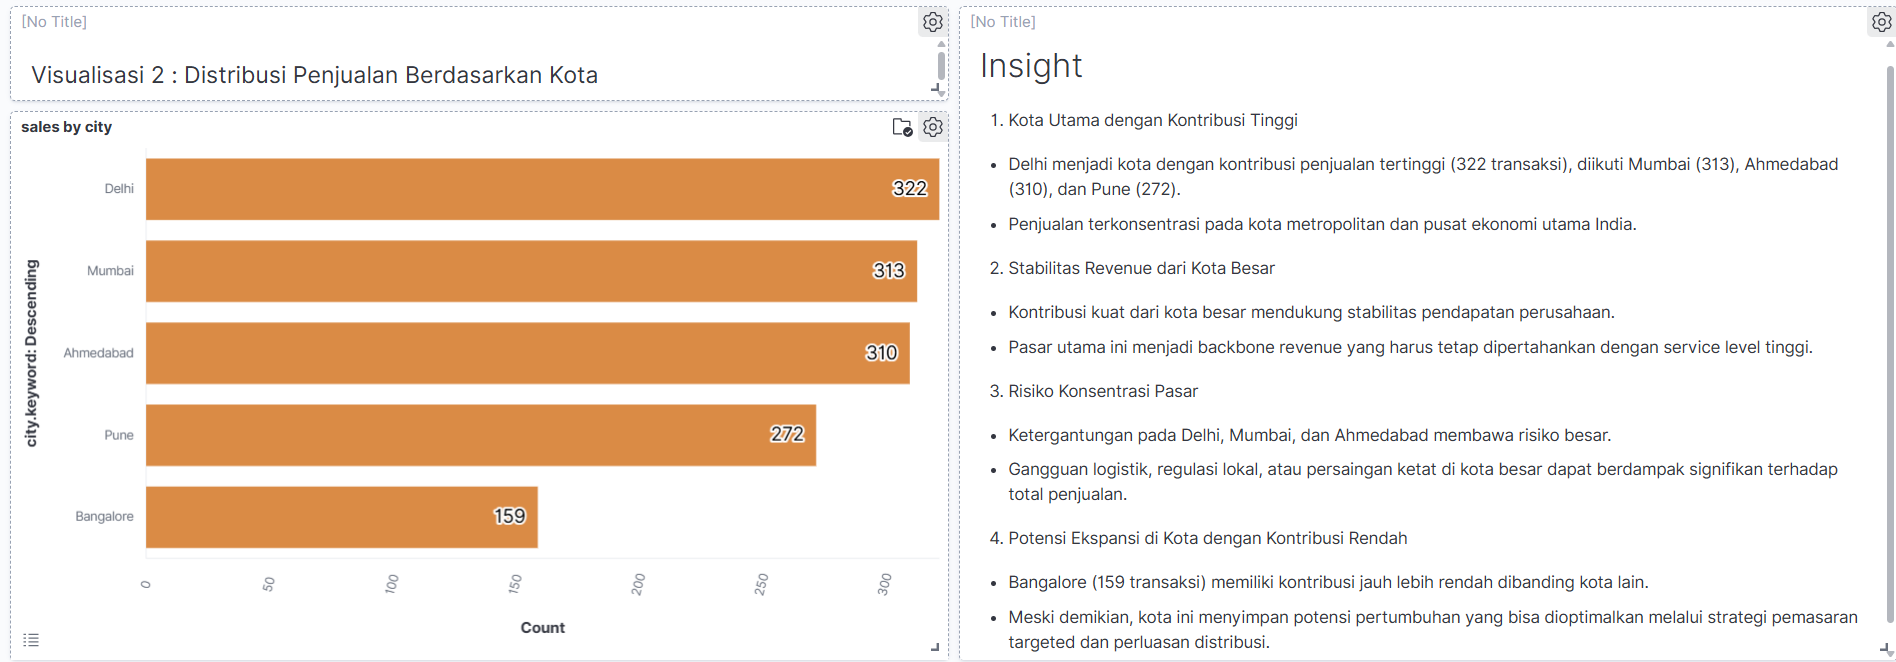 [No Title]
Visualisasi 2 : Distribusi Penjualan Berdasarkan Kota
sales by city
city.keyword: Descending
Delhi
322
Mumbai
313
Ahmedabad
310
Pune
272
Bangalore
159
0
50
100
150
200
250
300
Count
[No Title]
Insight
1. Kota Utama dengan Kontribusi Tinggi
• Delhi menjadi kota dengan kontribusi penjualan tertinggi (322 transaksi), diikuti Mumbai (313), Ahmedabad
(310), dan Pune (272).
• Penjualan terkonsentrasi pada kota metropolitan dan pusat ekonomi utama India.
2. Stabilitas Revenue dari Kota Besar
• Kontribusi kuat dari kota besar mendukung stabilitas pendapatan perusahaan.
• Pasar utama ini menjadi backbone revenue yang harus tetap dipertahankan dengan service level tinggi.
3. Risiko Konsentrasi Pasar
• Ketergantungan pada Delhi, Mumbai, dan Ahmedabad membawa risiko besar.
• Gangguan logistik, regulasi lokal, atau persaingan ketat di kota besar dapat berdampak signifikan terhadap
total penjualan.
4. Potensi Ekspansi di Kota dengan Kontribusi Rendah
• Bangalore (159 transaksi) memiliki kontribusi jauh lebih rendah dibanding kota lain.
• Meski demikian, kota ini menyimpan potensi pertumbuhan yang bisa dioptimalkan melalui strategi pemasaran
targeted dan perluasan distribusi.